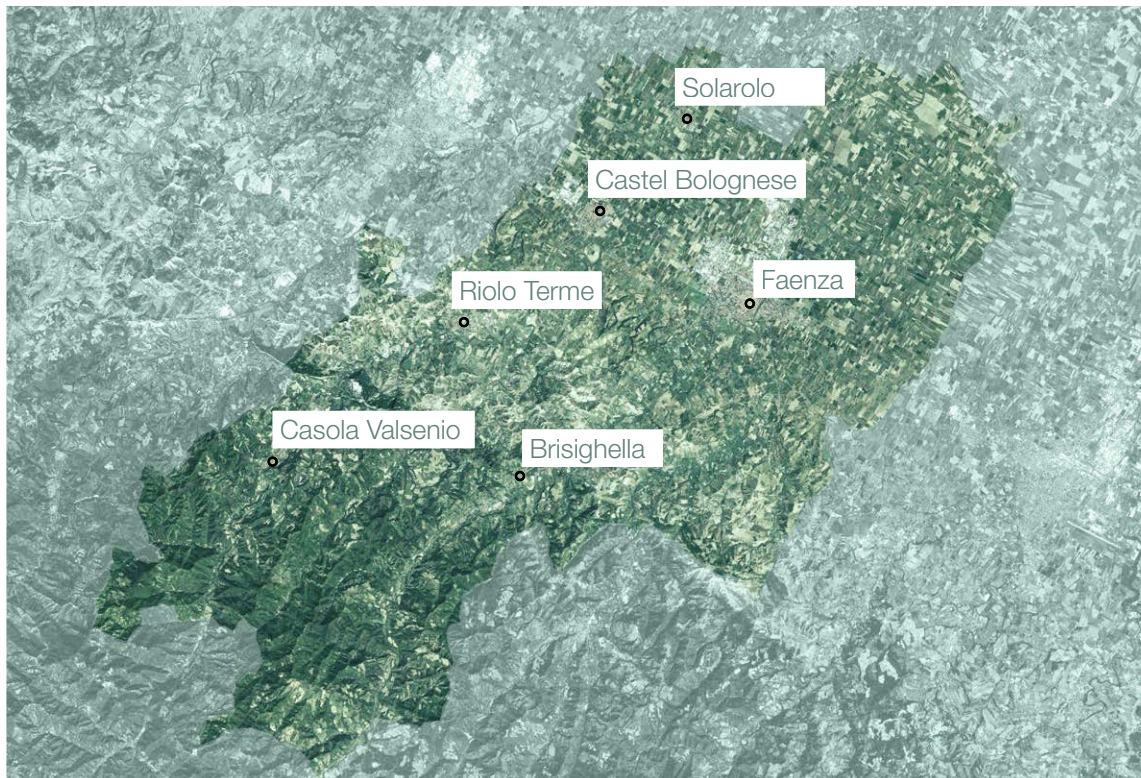 Solarolo
Castel Bolognese
Faenza
Riolo Terme
Casola Valsenio
Brisighella